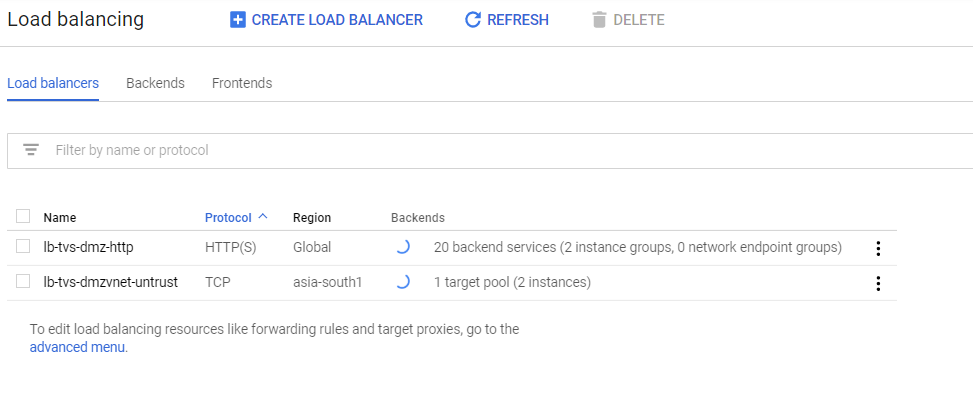 Load balancing CREATE LOAD BALANCER REFRESH DELETE
Load balancers Backends Frontends
Filter by name or protocol
Name Protocol Region Backends
lb-tvs-dmz-http HTTP(S) Global 20 backend services (2 instance groups, 0 network endpoint groups)
lb-tvs-dmzvnet-untrust TCP asia-south1 1 target pool (2 instances)
To edit load balancing resources like forwarding rules and target proxies, go to the
advanced menu.